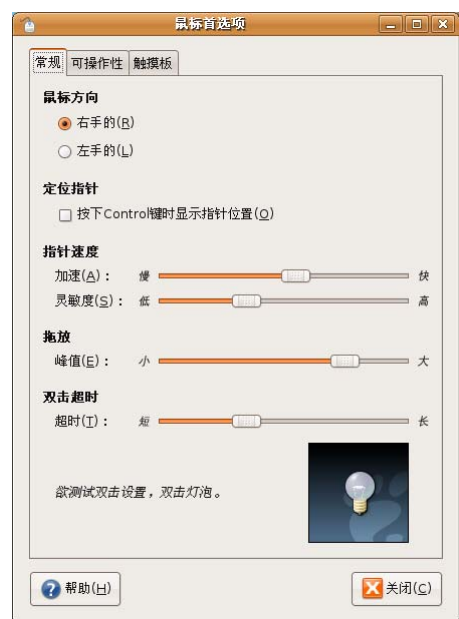 鼠标首选项
常规 可操作性 触摸板
鼠标方向
右手的(R)
左手的(L)
定位指针
按下Control键时显示指针位置(O)
指针速度
加速(A)： 慢 快
灵敏度(S)： 低 高
拖放
峰值(E)： 小 大
双击超时
超时(T)： 短 长
欲测试双击设置，双击灯泡。
帮助(H) 关闭(C)